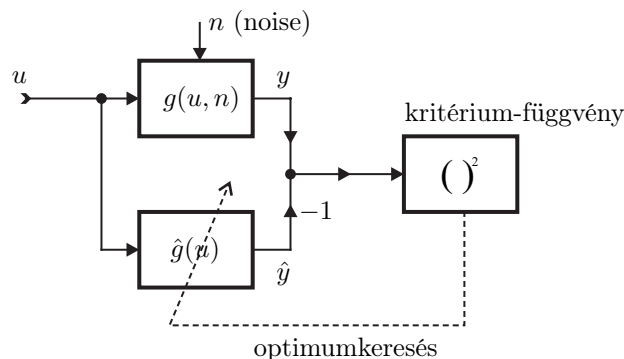 n (noise)
u
g(u, n)
y
kritérium-függvény
( )²
−1
ĝ(u)
ŷ
optimumkeresés